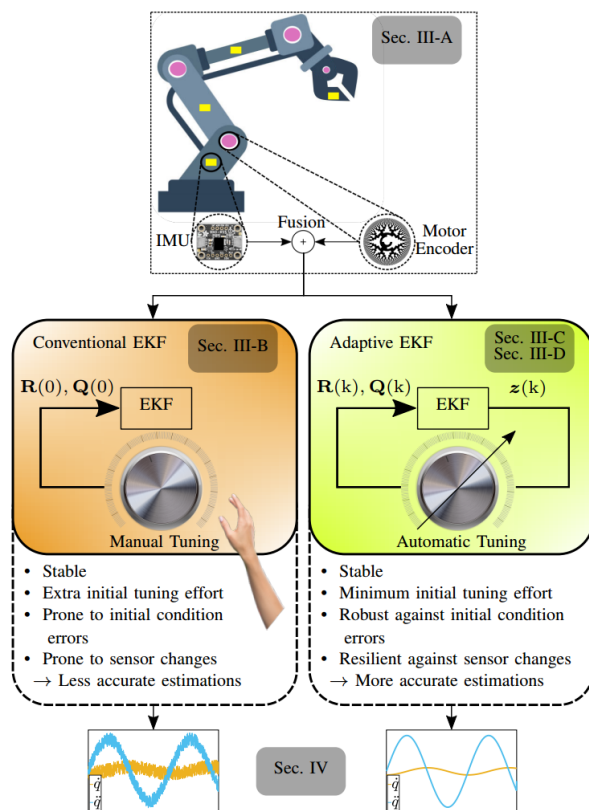 Sec. III-A
Fusion
IMU
Motor
Encoder
+
Conventional EKF
Sec. III-B
R(0), Q(0)
EKF
Manual Tuning
Adaptive EKF
Sec. III-C
Sec. III-D
R(k), Q(k)
z(k)
EKF
Automatic Tuning
• Stable
• Extra initial tuning effort
• Prone to initial condition
errors
• Prone to sensor changes
→ Less accurate estimations
• Stable
• Minimum initial tuning effort
• Robust against initial condition
errors
• Resilient against sensor changes
→ More accurate estimations
q̇
q̈
Sec. IV
q̇
q̈